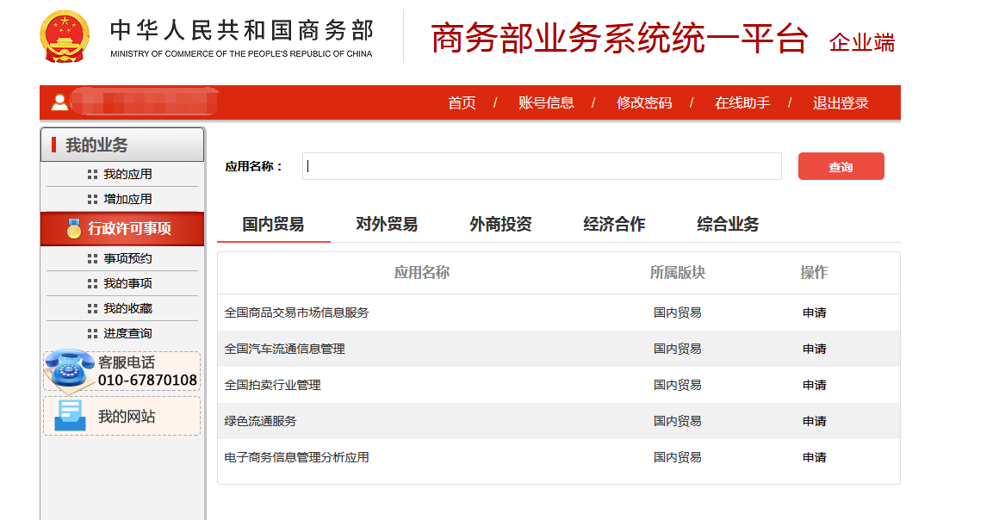 中华人民共和国商务部
MINISTRY OF COMMERCE OF THE PEOPLE'S REPUBLIC OF CHINA
商务部业务系统统一平台 企业端
首页 / 账号信息 / 修改密码 / 在线助手 / 退出登录
我的业务
我的应用
增加应用
行政许可事项
事项预约
我的事项
我的收藏
进度查询
客服电话
010-67870108
我的网站
应用名称： 查询
国内贸易 对外贸易 外商投资 经济合作 综合业务
应用名称 所属版块 操作
全国商品交易市场信息服务 国内贸易 申请
全国汽车流通信息管理 国内贸易 申请
全国拍卖行业管理 国内贸易 申请
绿色流通服务 国内贸易 申请
电子商务信息管理分析应用 国内贸易 申请